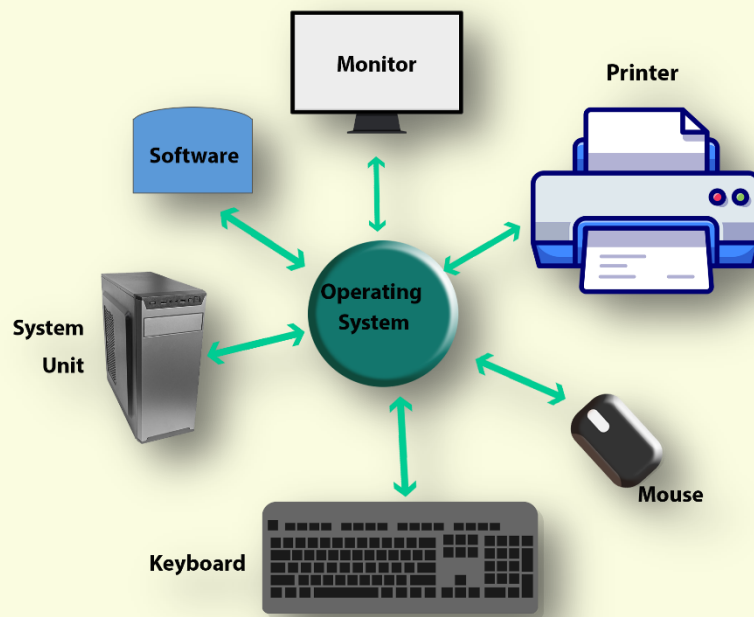 Monitor
Printer
Software
Operating
System
System
Unit
Mouse
Keyboard